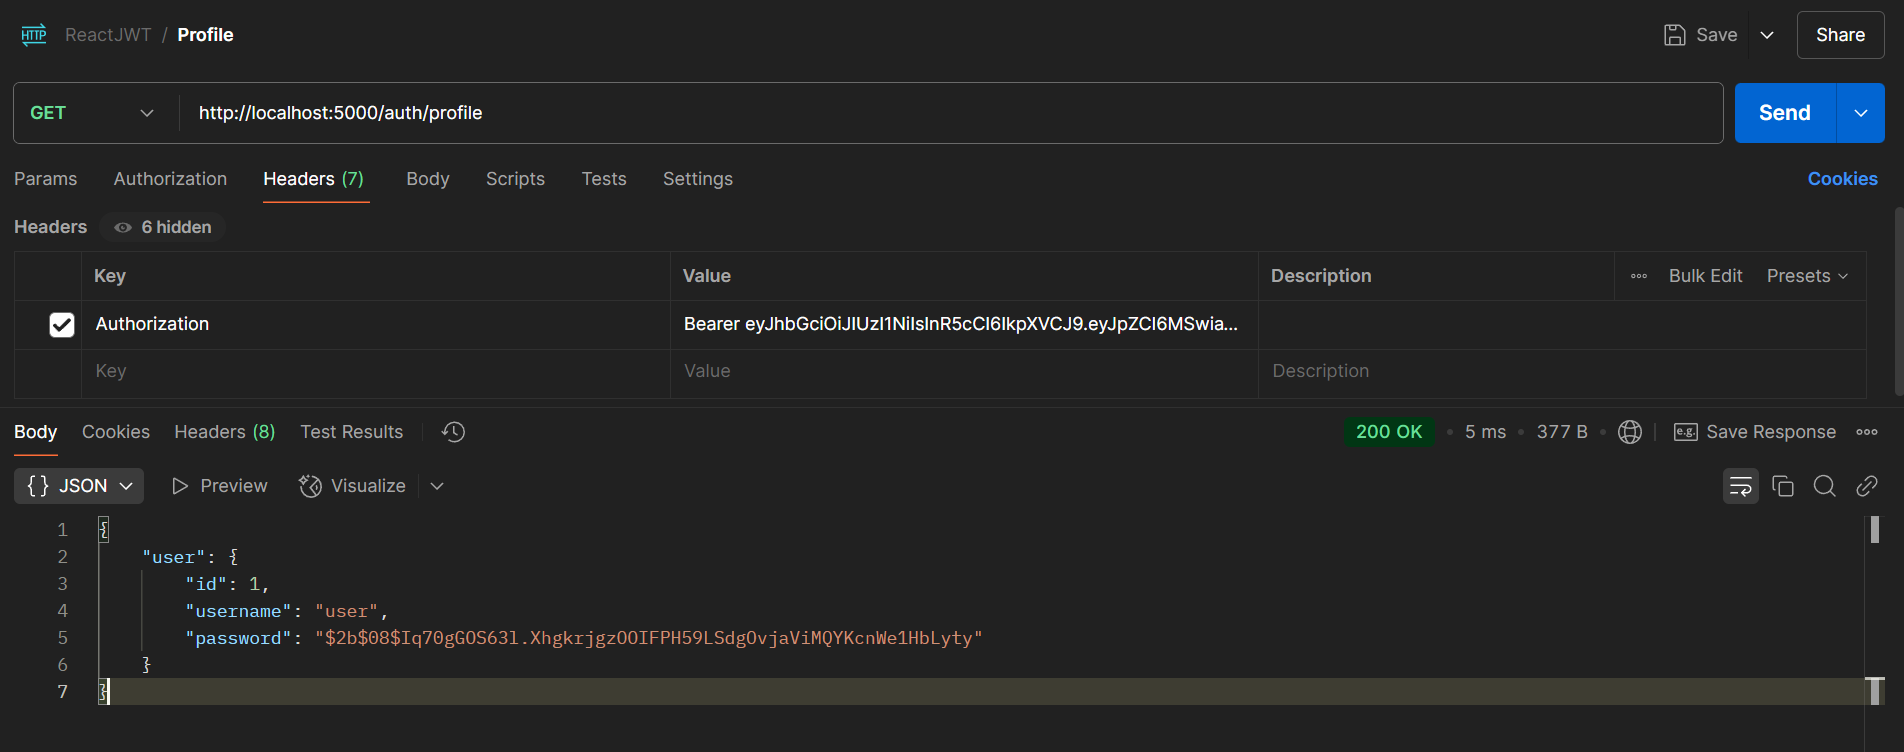 HTTP ReactJWT / Profile Save Share
GET http://localhost:5000/auth/profile Send
Params Authorization Headers (7) Body Scripts Tests Settings Cookies
Headers 6 hidden
Key Value Description Bulk Edit Presets
Authorization Bearer eyJhbGciOiJIUzI1NiIsInR5cCI6IkpXVCJ9.eyJpZCI6MSwia...
Key Value Description
Body Cookies Headers (8) Test Results 200 OK • 5 ms • 377 B • e.g. Save Response
{} JSON Preview Visualize
1 {
2 "user": {
3 "id": 1,
4 "username": "user",
5 "password": "$2b$08$Iq70gGOS63l.XhgkrjgzOOIFPH59LSdgOvjaViMQYKcnWe1HbLyty"
6 }
7 }